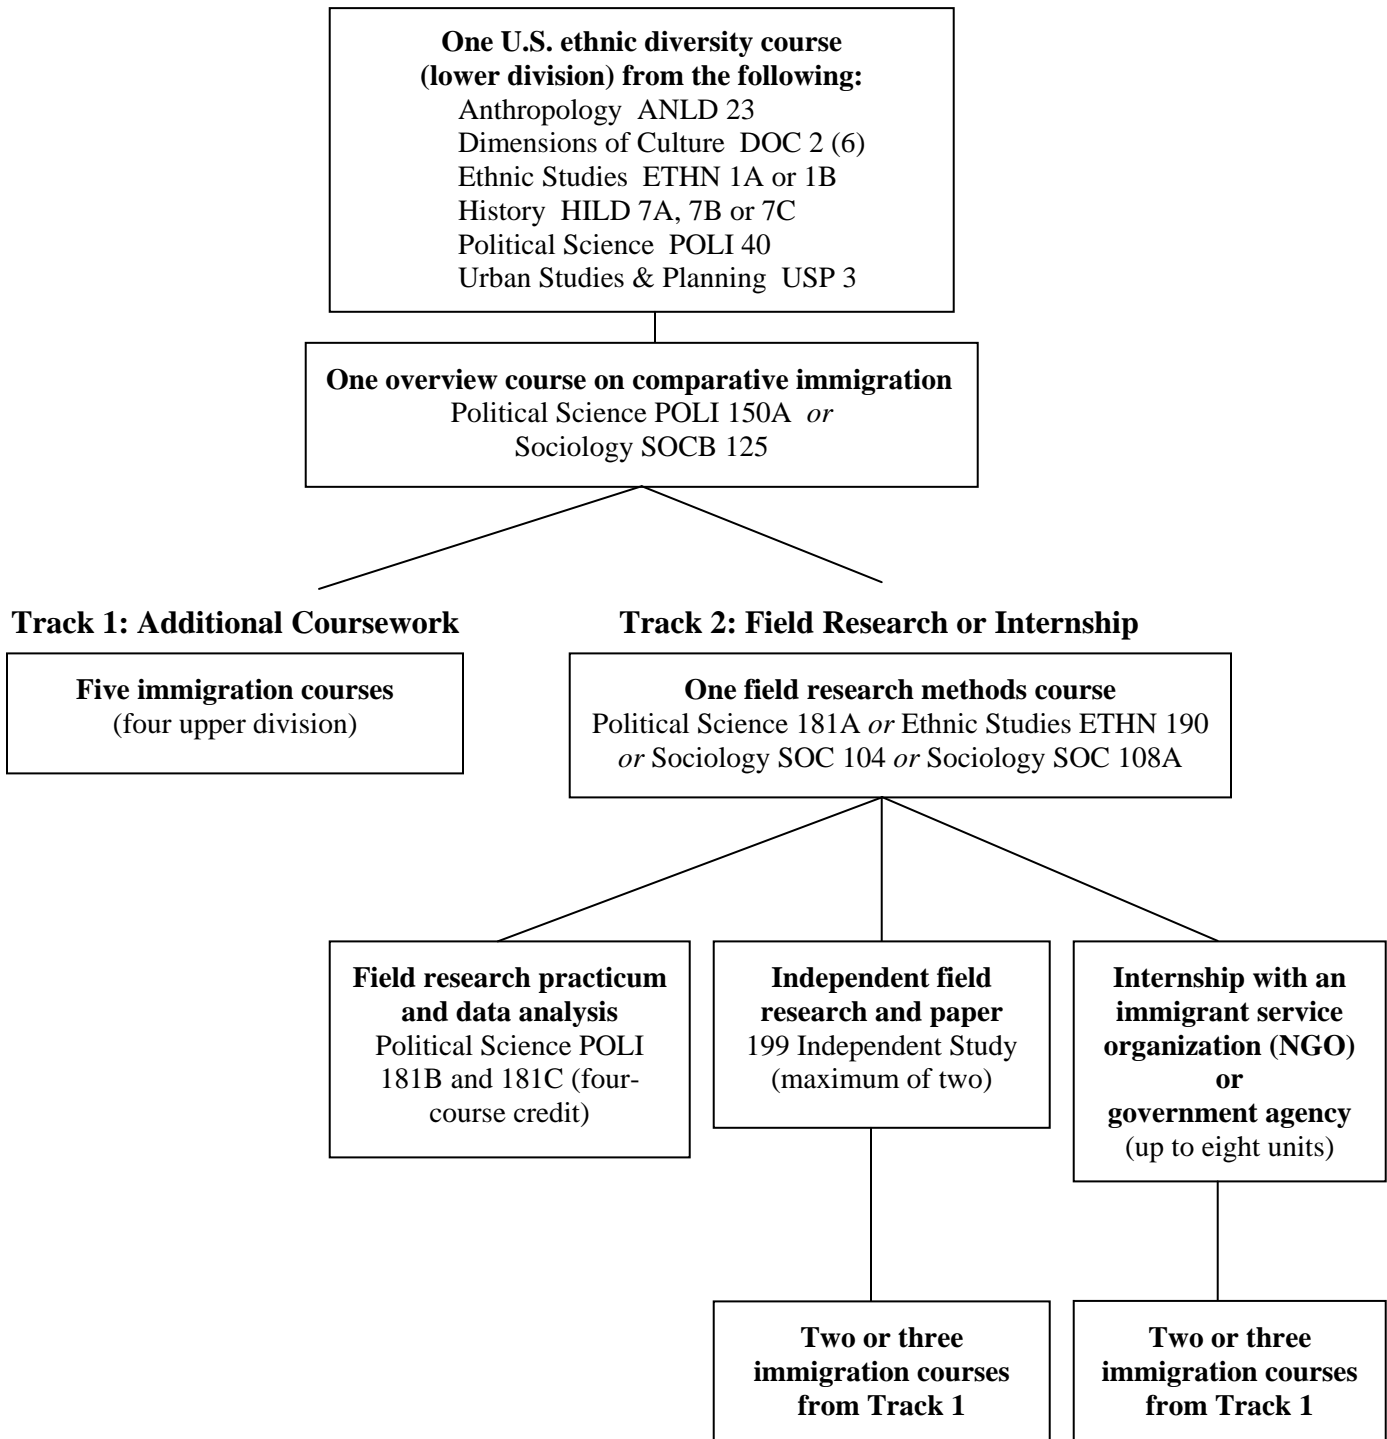 One U.S. ethnic diversity course
(lower division) from the following:
Anthropology ANLD 23
Dimensions of Culture DOC 2 (6)
Ethnic Studies ETHN 1A or 1B
History HILD 7A, 7B or 7C
Political Science POLI 40
Urban Studies & Planning USP 3
One overview course on comparative immigration
Political Science POLI 150A or
Sociology SOCB 125
Track 1: Additional Coursework
Five immigration courses
(four upper division)
Track 2: Field Research or Internship
One field research methods course
Political Science 181A or Ethnic Studies ETHN 190
or Sociology SOC 104 or Sociology SOC 108A
Field research practicum
and data analysis
Political Science POLI
181B and 181C (four-
course credit)
Independent field
research and paper
199 Independent Study
(maximum of two)
Internship with an
immigrant service
organization (NGO)
or
government agency
(up to eight units)
Two or three
immigration courses
from Track 1
Two or three
immigration courses
from Track 1